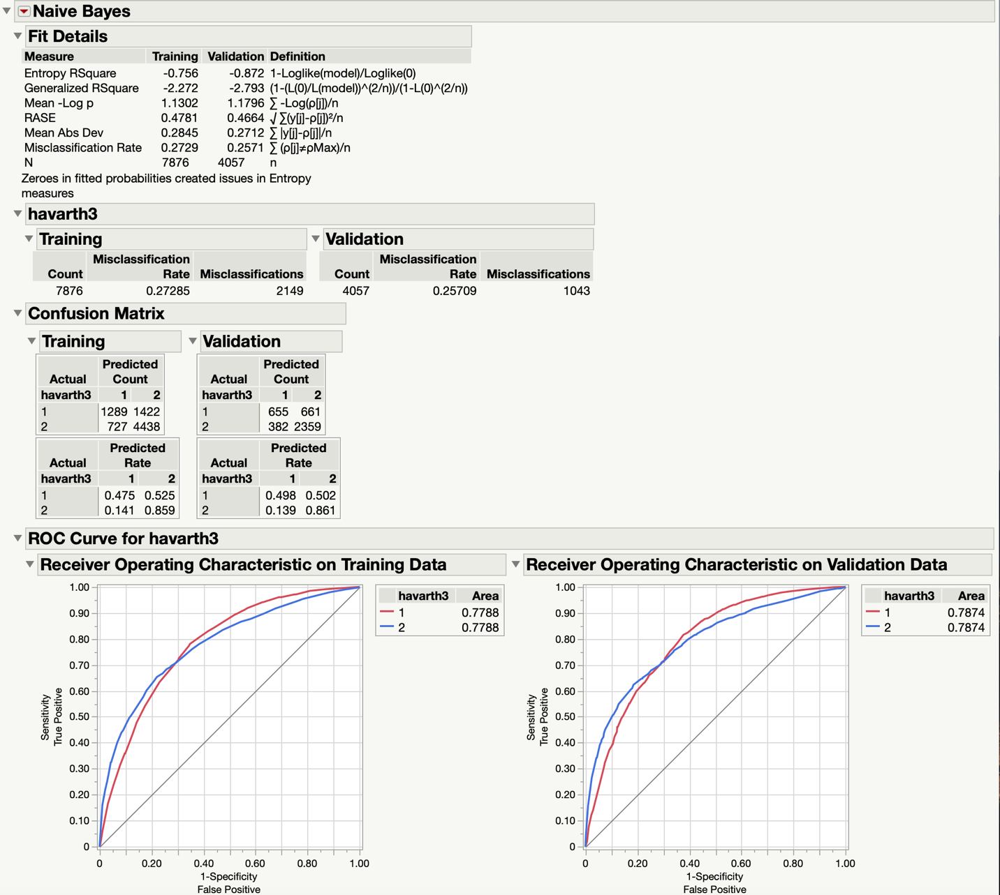 Naive Bayes
Fit Details
Measure Training Validation Definition
Entropy RSquare -0.756 -0.872 1-Loglike(model)/Loglike(0)
Generalized RSquare -2.272 -2.793 (1-(L(0)/L(model))^(2/n))/(1-L(0)^(2/n))
Mean -Log p 1.1302 1.1796 ∑ -Log(ρ[j])/n
RASE 0.4781 0.4664 √ ∑(y[j]-ρ[j])²/n
Mean Abs Dev 0.2845 0.2712 ∑ |y[j]-ρ[j]|/n
Misclassification Rate 0.2729 0.2571 ∑ (ρ[j]≠ρMax)/n
N 7876 4057 n
Zeroes in fitted probabilities created issues in Entropy
measures
havarth3
Training
Count Misclassification Rate Misclassifications
7876 0.27285 2149
Validation
Count Misclassification Rate Misclassifications
4057 0.25709 1043
Confusion Matrix
Training
Actual Predicted Count
havarth3 1 2
1 1289 1422
2 727 4438
Actual Predicted Rate
havarth3 1 2
1 0.475 0.525
2 0.141 0.859
Validation
Actual Predicted Count
havarth3 1 2
1 655 661
2 382 2359
Actual Predicted Rate
havarth3 1 2
1 0.498 0.502
2 0.139 0.861
ROC Curve for havarth3
Receiver Operating Characteristic on Training Data
1.00
0.90
0.80
0.70
0.60
0.50
0.40
0.30
0.20
0.10
0
Sensitivity
True Positive
0 0.20 0.40 0.60 0.80 1.00
1-Specificity
False Positive
havarth3 Area
1 0.7788
2 0.7788
Receiver Operating Characteristic on Validation Data
1.00
0.90
0.80
0.70
0.60
0.50
0.40
0.30
0.20
0.10
0
Sensitivity
True Positive
0 0.20 0.40 0.60 0.80 1.00
1-Specificity
False Positive
havarth3 Area
1 0.7874
2 0.7874